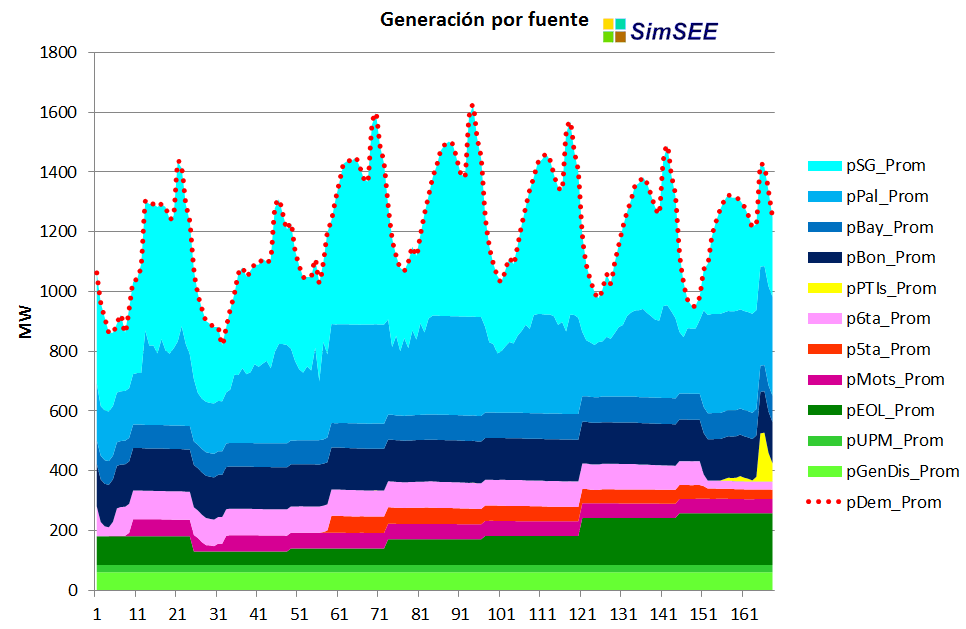 Generación por fuente
SimSEE
MW
1800
1600
1400
1200
1000
800
600
400
200
0
1 11 21 31 41 51 61 71 81 91 101 111 121 131 141 151 161
pSG_Prom
pPal_Prom
pBay_Prom
pBon_Prom
pPTIs_Prom
p6ta_Prom
p5ta_Prom
pMots_Prom
pEOL_Prom
pUPM_Prom
pGenDis_Prom
pDem_Prom